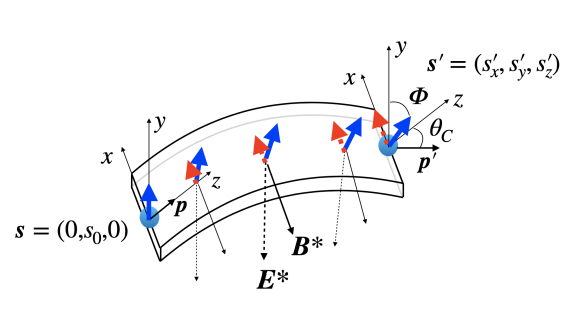 y
s′ = (s′x, s′y, s′z)
x
Φ
z
θC
p′
y
x
z
p
s = (0,s0,0)
B*
E*